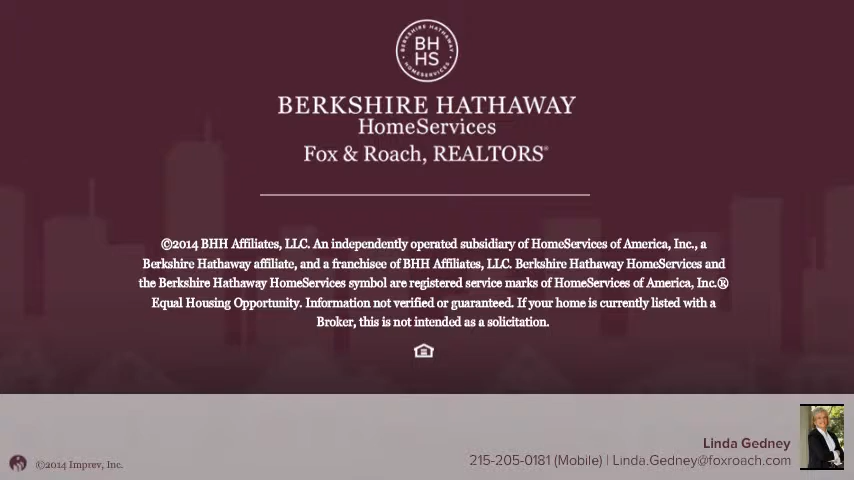 BERKSHIRE HATHAWAY
HOMESERVICES
BH
HS
BERKSHIRE HATHAWAY
HomeServices
Fox & Roach, REALTORS®
©2014 BHH Affiliates, LLC. An independently operated subsidiary of HomeServices of America, Inc., a
Berkshire Hathaway affiliate, and a franchisee of BHH Affiliates, LLC. Berkshire Hathaway HomeServices and
the Berkshire Hathaway HomeServices symbol are registered service marks of HomeServices of America, Inc.®
Equal Housing Opportunity. Information not verified or guaranteed. If your home is currently listed with a
Broker, this is not intended as a solicitation.
Linda Gedney
215-205-0181 (Mobile) | Linda.Gedney@foxroach.com
©2014 Imprev, Inc.